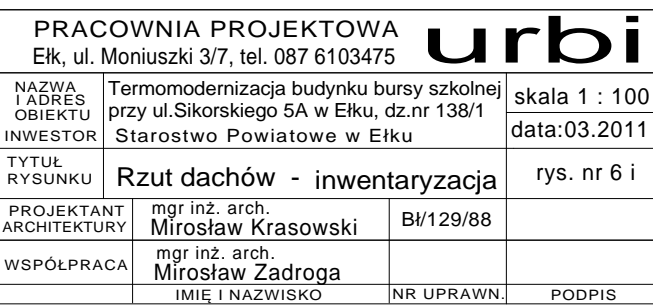 PRACOWNIA PROJEKTOWA
Ełk, ul. Moniuszki 3/7, tel. 087 6103475
urbi
NAZWA
I ADRES
OBIEKTU
Termomodernizacja budynku bursy szkolnej
przy ul.Sikorskiego 5A w Ełku, dz.nr 138/1
skala 1 : 100
INWESTOR
Starostwo Powiatowe w Ełku
data:03.2011
TYTUŁ
RYSUNKU
Rzut dachów - inwentaryzacja
rys. nr 6 i
PROJEKTANT
ARCHITEKTURY
mgr inż. arch.
Mirosław Krasowski
Bł/129/88
WSPÓŁPRACA
mgr inż. arch.
Mirosław Zadroga
IMIĘ I NAZWISKO
NR UPRAWN.
PODPIS